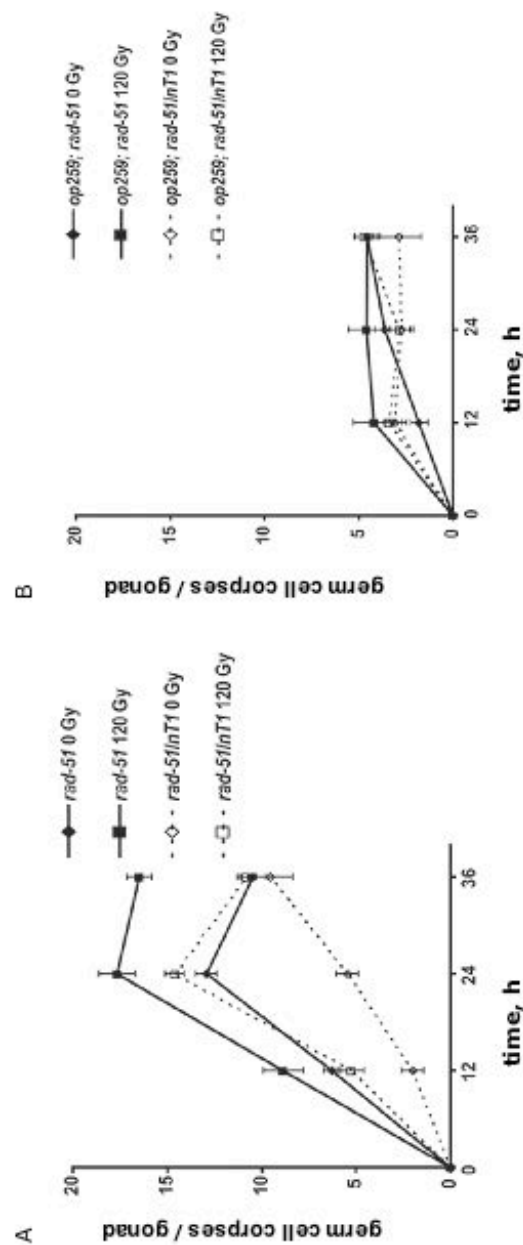 A
germ cell corpses / gonad
20
15
10
5
0
0
12
24
36
time, h
rad-51 0 Gy
rad-51 120 Gy
rad-51/nT1 0 Gy
rad-51/nT1 120 Gy
B
germ cell corpses / gonad
20
15
10
5
0
0
12
24
36
time, h
op259; rad-51 0 Gy
op259; rad-51 120 Gy
op259; rad-51/nT1 0 Gy
op259; rad-51/nT1 120 Gy